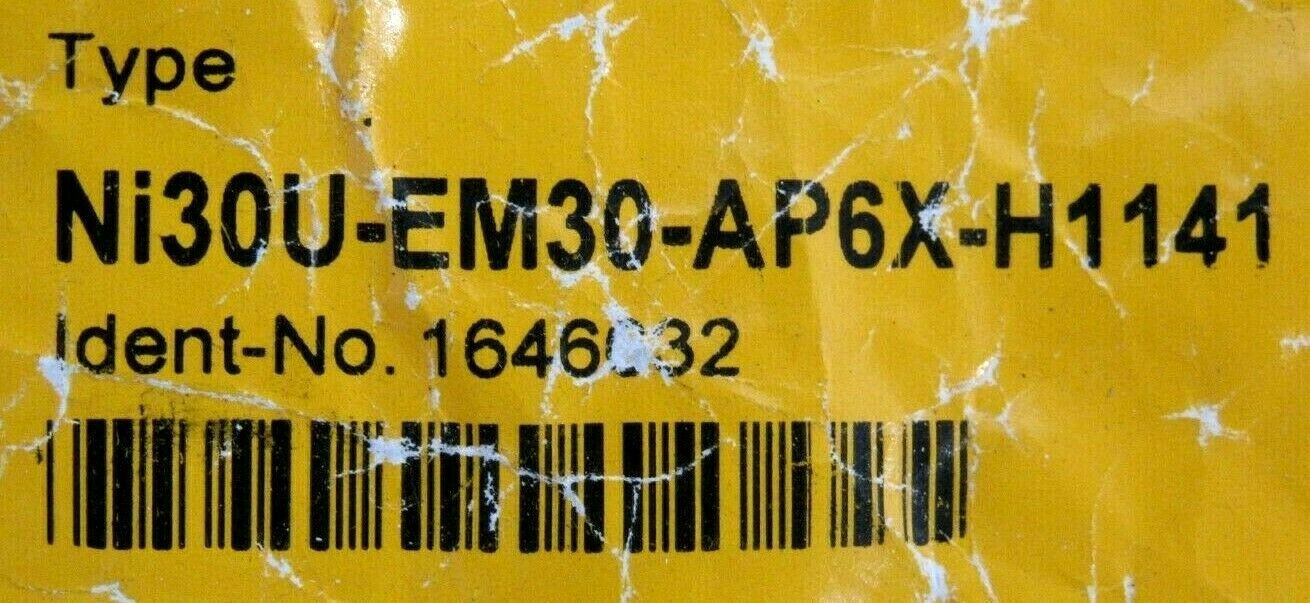 Type
Ni30U-EM30-AP6X-H1141
Ident-No.